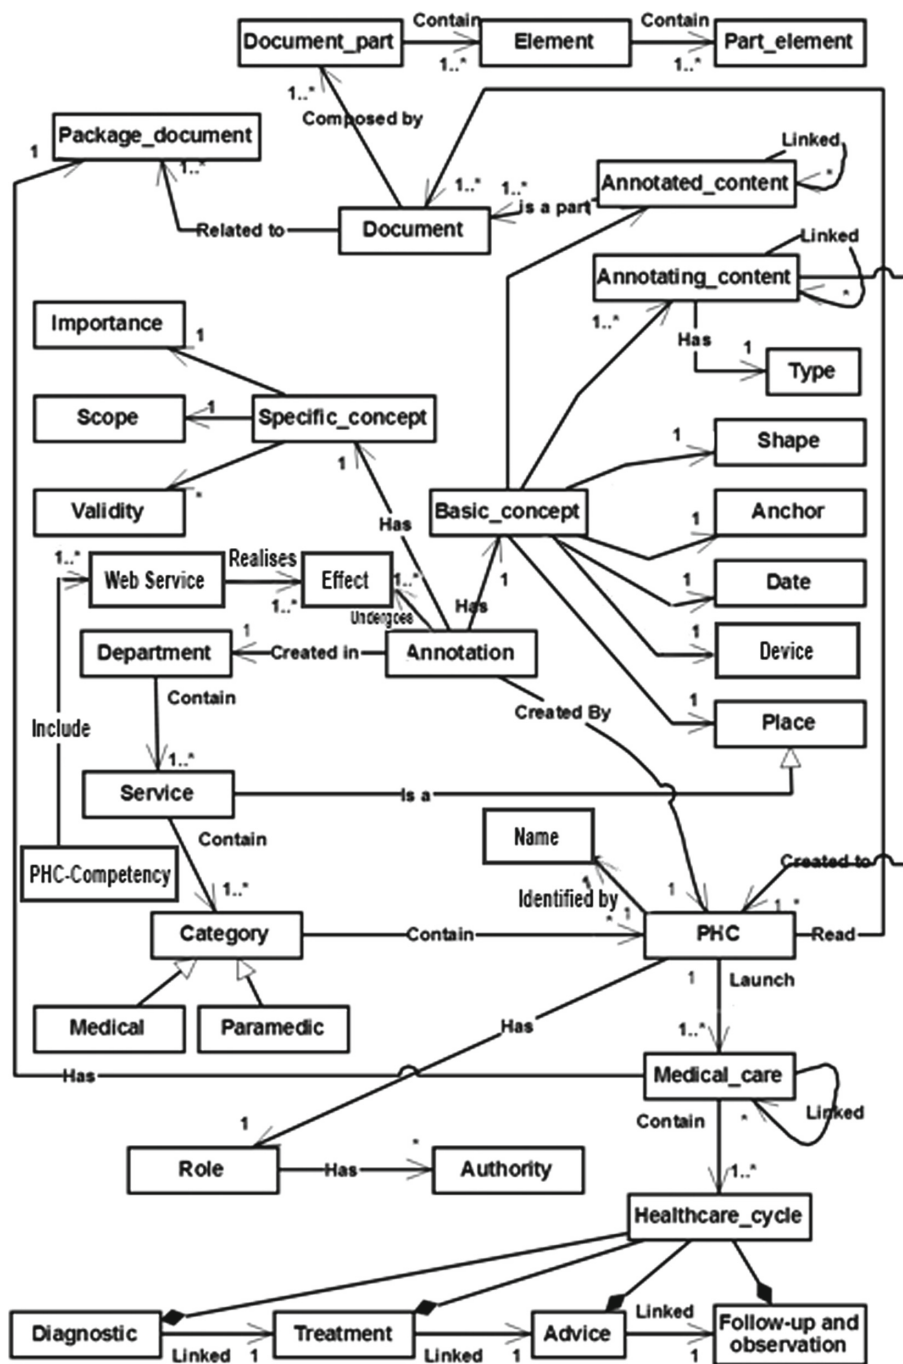 Contain
Contain
Document_part
Element
Part_element
1..*
1..*
1..*
Composed by
Package_document
1
1..*
Linked
*
Annotated_content
1..*
1..*
is a part
Related to
Document
Linked
Annotating_content
*
1..*
Importance
1
Has
1
Type
Scope
1
Specific_concept
1
Shape
1
Validity
*
Basic_concept
1
Anchor
Has
1..*
Web Service
Realises
1..*
Effect
1..*
Undergoes
Has
1
1
Date
Department
1
Created in
Annotation
1
Device
Contain
Created By
1
Place
Include
1..*
Service
Is a
Contain
Name
PHC-Competency
1
Identified by
1
1
Created to
1..*
1..*
Category
Contain
*
PHC
Read
Medical
Paramedic
Has
1
Launch
1..*
Has
Medical_care
Contain
*
Linked
1
Role
Has
*
Authority
1..*
Healthcare_cycle
Diagnostic
Linked
1
Treatment
Linked
1
Advice
Linked
1
Follow-up and
observation